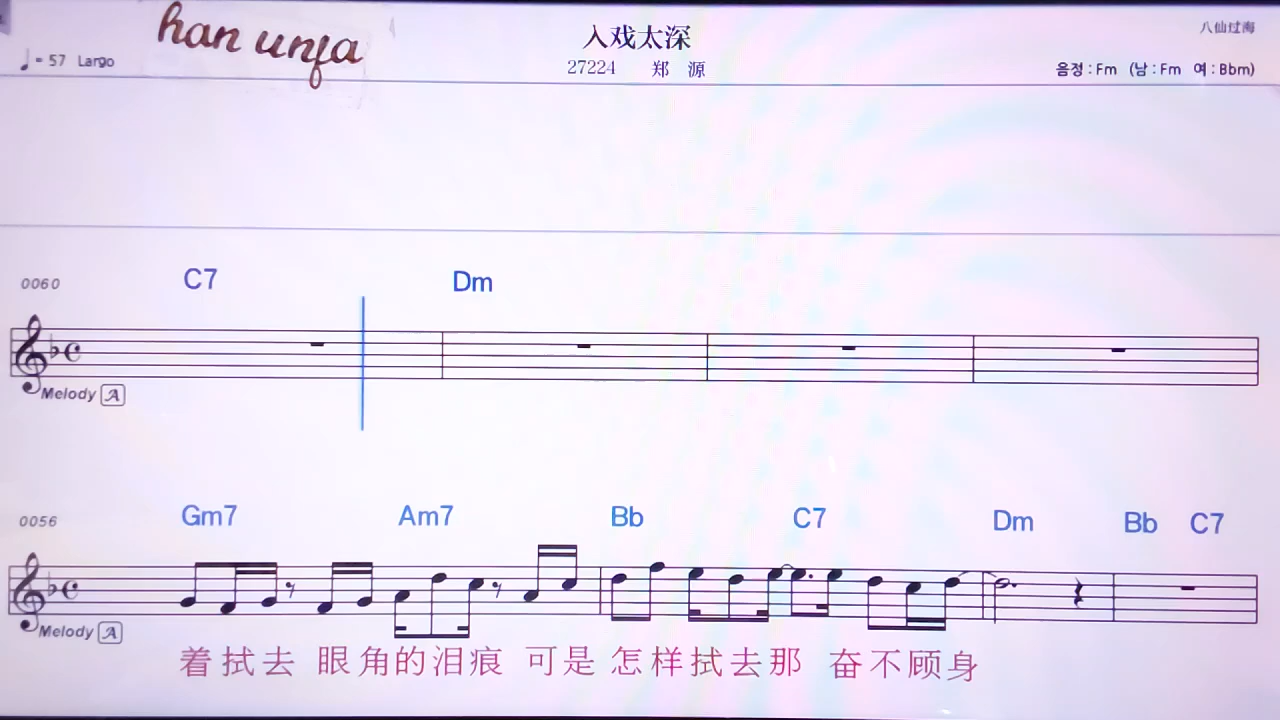 han unfa
入戏太深
八仙过海
♩= 57 Largo
27224 郑 源
음정 : Fm (남 : Fm 여 : Bbm)
C7 Dm
0060
Melody A
Gm7 Am7 Bb C7 Dm Bb C7
0056
Melody A
着拭去 眼角的泪痕 可是 怎样拭去那 奋不顾身